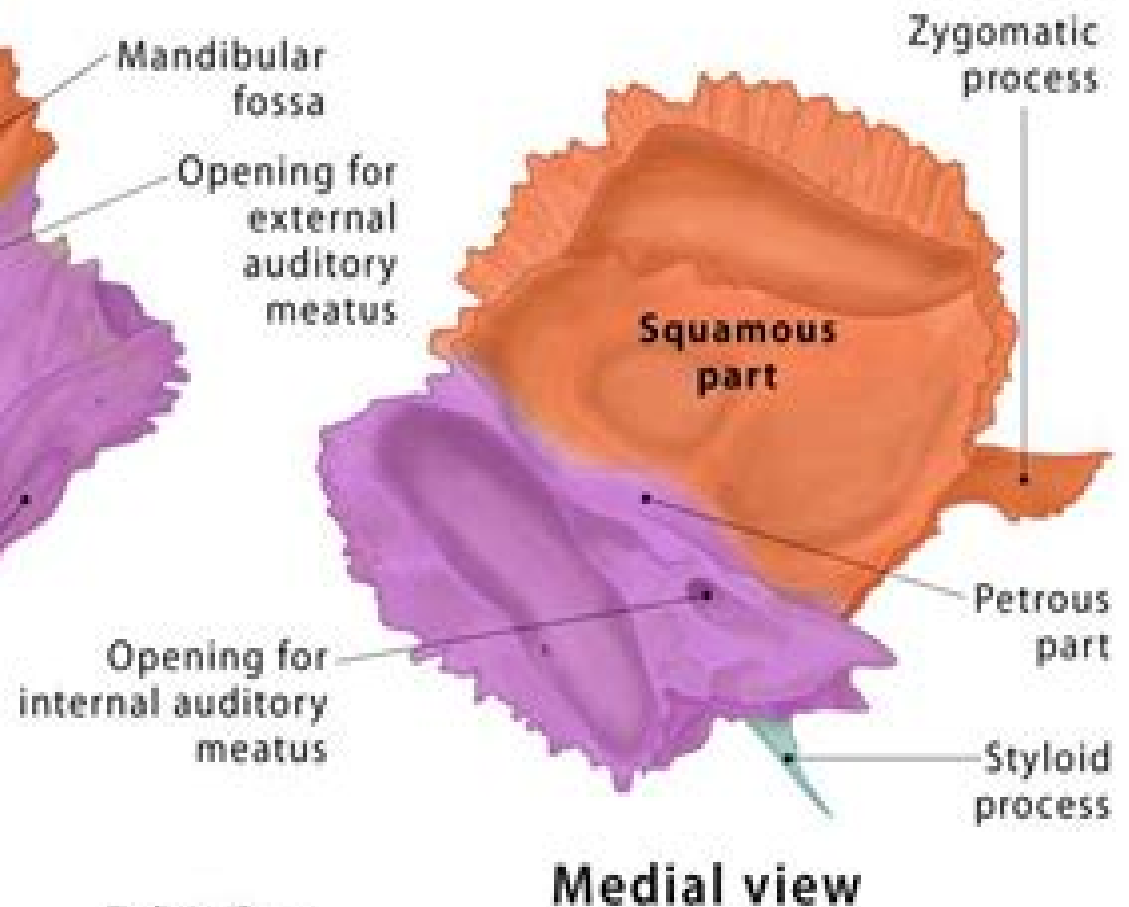 Mandibular
fossa
Opening for
external
auditory
meatus
Zygomatic
process
Squamous
part
Petrous
part
Opening for
internal auditory
meatus
Styloid
process
Medial view